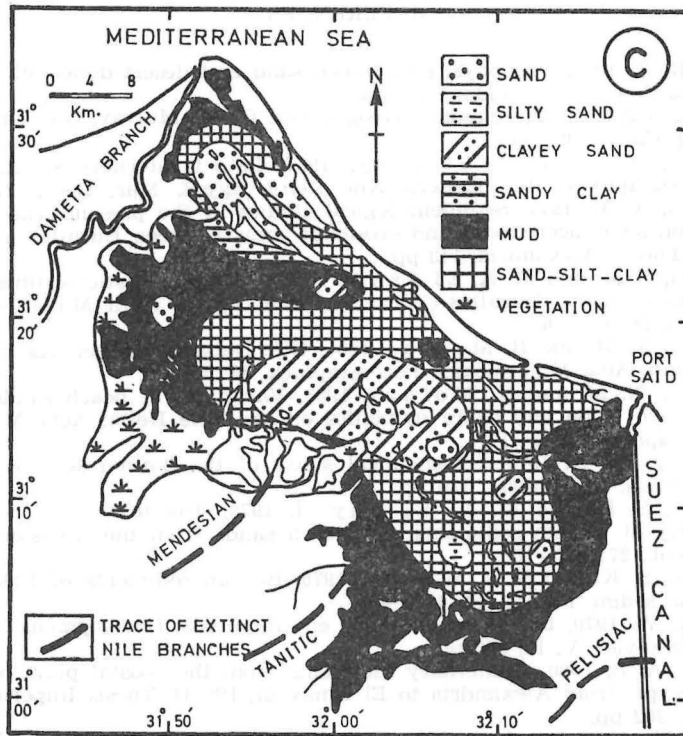 MEDITERRANEAN SEA
C
0 4 8
Km.
N
SAND
SILTY SAND
CLAYEY SAND
SANDY CLAY
MUD
SAND-SILT-CLAY
VEGETATION
31°
30'
DAMIETTA BRANCH
31°
20'
PORT
SAID
31°
10'
MENDESIAN
SUEZ CANAL
TANITIC
PELUSIAC
TRACE OF EXTINCT
NILE BRANCHES
31°
00'
31°50'
32°00'
32°10'